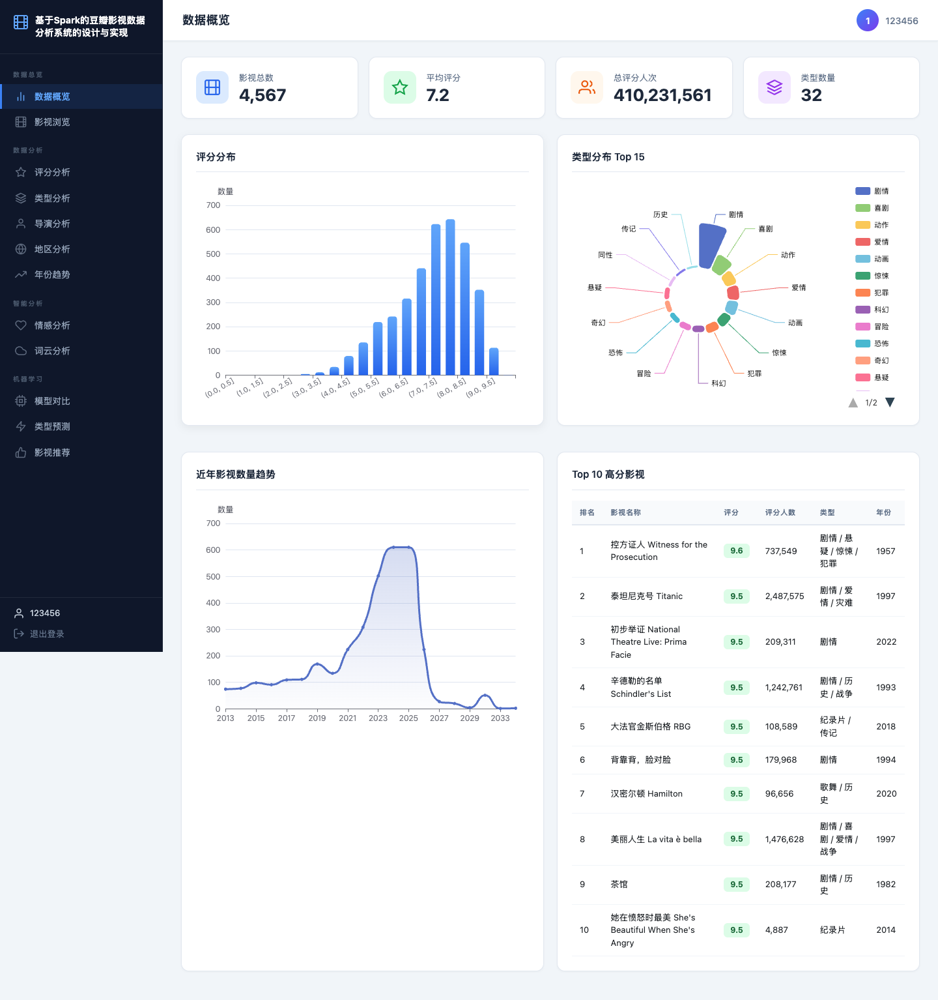 基于Spark的豆瓣影视数据
分析系统的设计与实现
数据总览
数据概览
影视浏览
数据分析
评分分析
类型分析
导演分析
地区分析
年份趋势
智能分析
情感分析
词云分析
机器学习
模型对比
类型预测
影视推荐
123456
退出登录
数据概览
1 123456
影视总数
4,567
平均评分
7.2
总评分人次
410,231,561
类型数量
32
评分分布
数量
700
600
500
400
300
200
100
0
(0.0, 0.5]
(1.0, 1.5]
(2.0, 2.5]
(3.0, 3.5]
(4.0, 4.5]
(5.0, 5.5]
(6.0, 6.5]
(7.0, 7.5]
(8.0, 8.5]
(9.0, 9.5]
类型分布 Top 15
剧情
喜剧
动作
爱情
动画
惊悚
犯罪
科幻
冒险
恐怖
奇幻
悬疑
同性
传记
历史
剧情
喜剧
动作
爱情
动画
惊悚
犯罪
科幻
冒险
恐怖
奇幻
悬疑
1/2
近年影视数量趋势
数量
700
600
500
400
300
200
100
0
2013 2015 2017 2019 2021 2023 2025 2027 2029 2033
Top 10 高分影视
排名 影视名称 评分 评分人数 类型 年份
1 控方证人 Witness for the
Prosecution 9.6 737,549 剧情 / 悬
疑 / 惊悚 /
犯罪 1957
2 泰坦尼克号 Titanic 9.5 2,487,575 剧情 / 爱
情 / 灾难 1997
3 初步举证 National
Theatre Live: Prima
Facie 9.5 209,311 剧情 2022
4 辛德勒的名单
Schindler's List 9.5 1,242,761 剧情 / 历
史 / 战争 1993
5 大法官金斯伯格 RBG 9.5 108,589 纪录片 /
传记 2018
6 背靠背，脸对脸 9.5 179,968 剧情 1994
7 汉密尔顿 Hamilton 9.5 96,656 歌舞 / 历
史 2020
8 美丽人生 La vita è bella 9.5 1,476,628 剧情 / 喜
剧 / 爱情 /
战争 1997
9 茶馆 9.5 208,177 剧情 / 历
史 1982
10 她在愤怒时最美 She's
Beautiful When She's
Angry 9.5 4,887 纪录片 2014